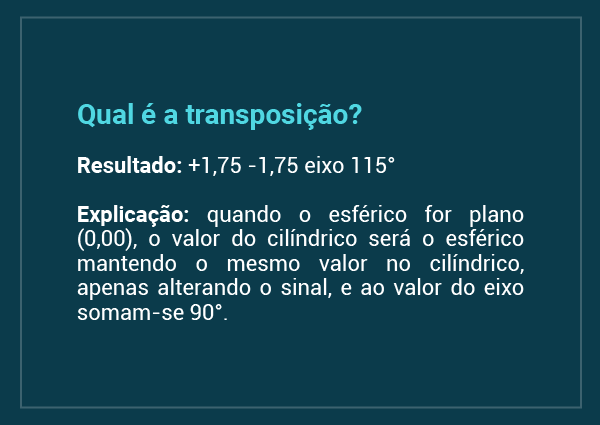 Qual é a transposição?
Resultado: +1,75 -1,75 eixo 115°
Explicação: quando o esférico for plano
(0,00), o valor do cilíndrico será o esférico
mantendo o mesmo valor no cilíndrico,
apenas alterando o sinal, e ao valor do eixo
somam-se 90°.